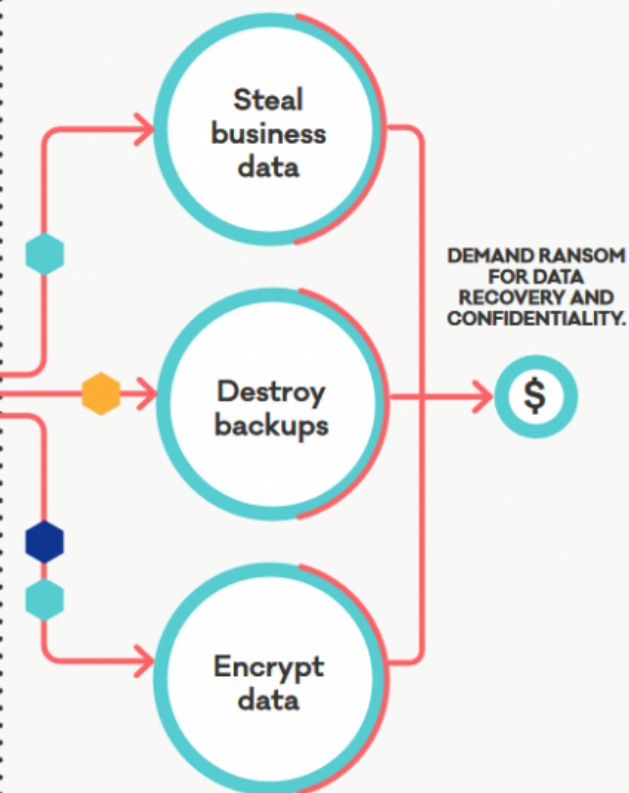 Steal
business
data
DEMAND RANSOM
FOR DATA
RECOVERY AND
CONFIDENTIALITY.
Destroy
backups
$
Encrypt
data